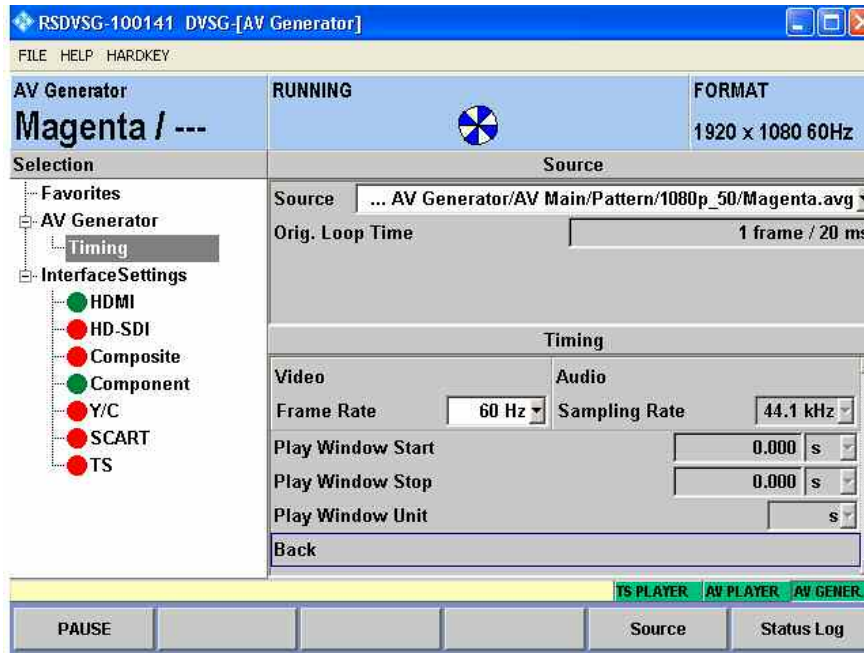 RSDVSG-100141 DVSG-[AV Generator]
FILE HELP HARDKEY
AV Generator
Magenta / ---
RUNNING
FORMAT
1920 x 1080 60Hz
Selection
Favorites
AV Generator
Timing
InterfaceSettings
HDMI
HD-SDI
Composite
Component
Y/C
SCART
TS
Source
Source ... AV Generator/AV Main/Pattern/1080p_50/Magenta.avg
Orig. Loop Time 1 frame / 20 ms
Timing
Video Audio
Frame Rate 60 Hz Sampling Rate 44.1 kHz
Play Window Start 0.000 s
Play Window Stop 0.000 s
Play Window Unit s
Back
TS PLAYER AV PLAYER AV GENER.
PAUSE Source Status Log